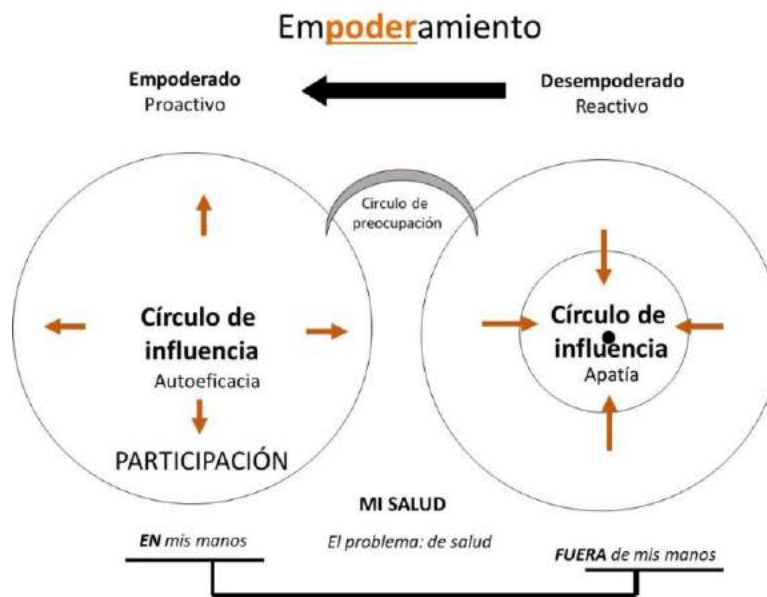 Empoderamiento
Empoderado
Proactivo
Desempoderado
Reactivo
Circulo de
preocupación
Círculo de
influencia
Autoeficacia
PARTICIPACIÓN
Círculo de
influencia
Apatía
MI SALUD
El problema: de salud
EN mis manos
FUERA de mis manos